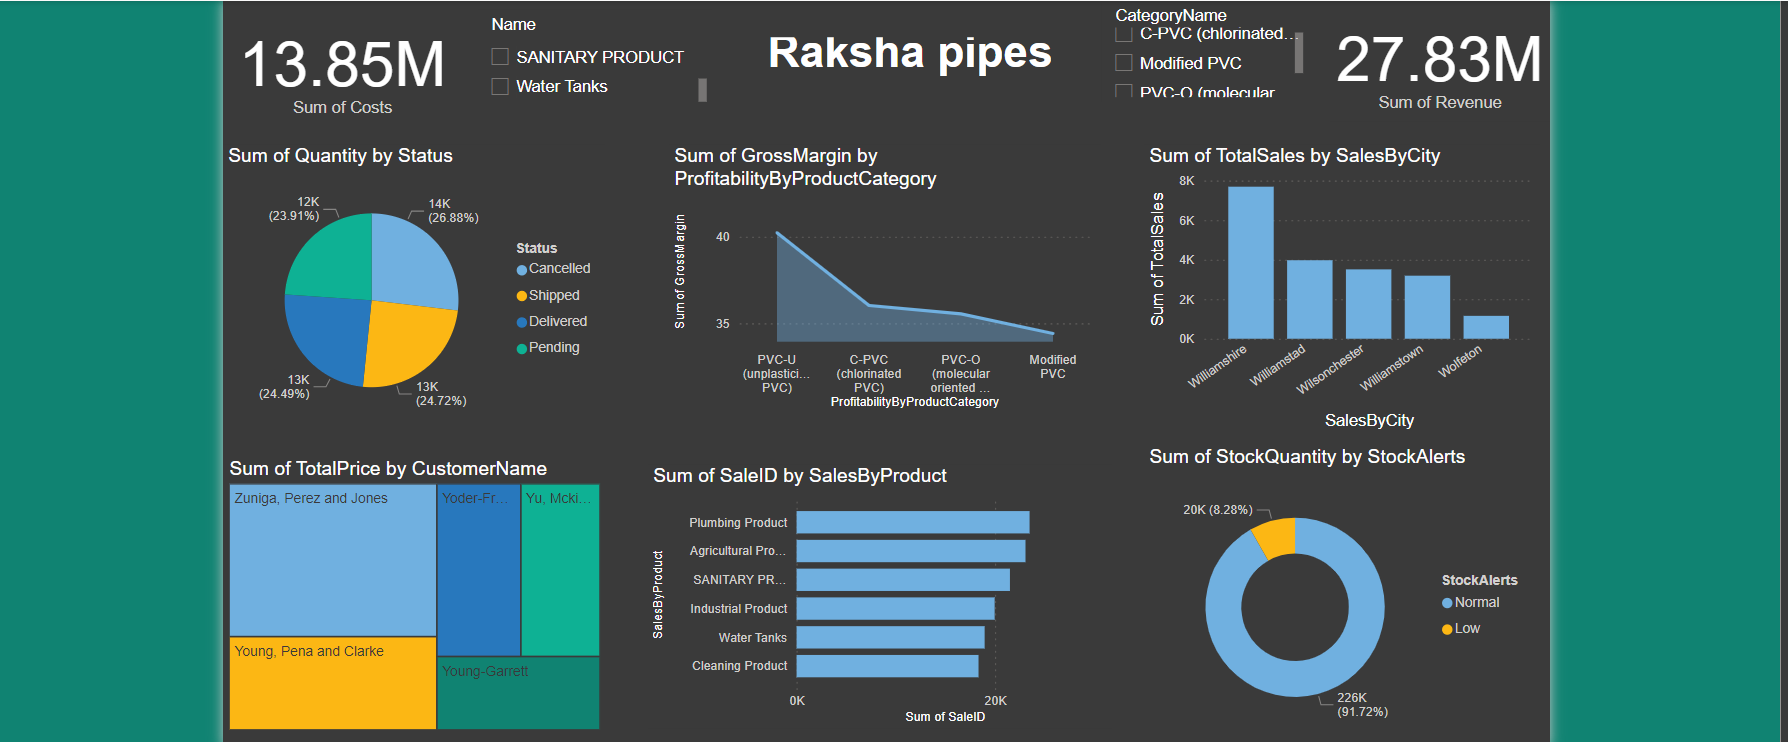 13.85M
Sum of Costs
Name
SANITARY PRODUCT
Water Tanks
Raksha pipes
CategoryName
C-PVC (chlorinated...
Modified PVC
PVC-O (molecular
27.83M
Sum of Revenue
Sum of Quantity by Status
12K
(23.91%)
14K
(26.88%)
13K
(24.49%)
13K
(24.72%)
Status
Cancelled
Shipped
Delivered
Pending
Sum of GrossMargin by
ProfitabilityByProductCategory
Sum of GrossMargin
40
35
PVC-U
(unplastici...
PVC)
C-PVC
(chlorinated
PVC)
PVC-O
(molecular
oriented ...
Modified
PVC
ProfitabilityByProductCategory
Sum of TotalSales by SalesByCity
Sum of TotalSales
8K
6K
4K
2K
0K
Williamshire
Williamstad
Wilsonchester
Williamstown
Wolfeton
SalesByCity
Sum of TotalPrice by CustomerName
Zuniga, Perez and Jones
Yoder-Fr...
Yu, Mcki...
Young, Pena and Clarke
Young-Garrett
Sum of SaleID by SalesByProduct
SalesByProduct
Plumbing Product
Agricultural Pro...
SANITARY PR...
Industrial Product
Water Tanks
Cleaning Product
0K
20K
Sum of SaleID
Sum of StockQuantity by StockAlerts
20K (8.28%)
226K
(91.72%)
StockAlerts
Normal
Low